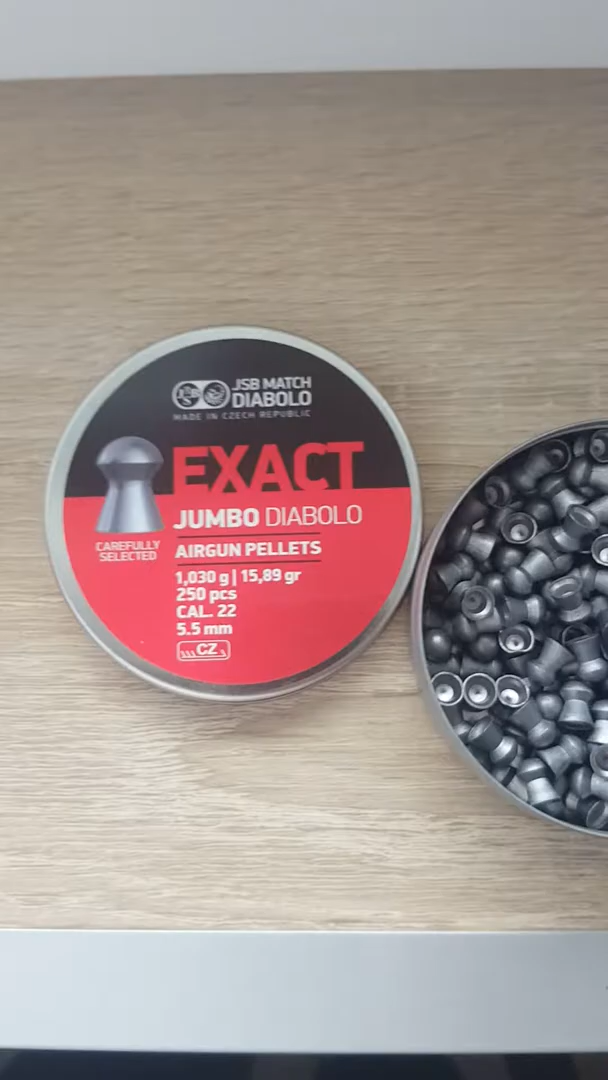 JSB MATCH
DIABOLO
MADE IN CZECH REPUBLIC
EXACT
JUMBO DIABOLO
CAREFULLY
SELECTED
AIRGUN PELLETS
1,030 g | 15,89 gr
250 pcs
CAL. 22
5.5 mm
CZ